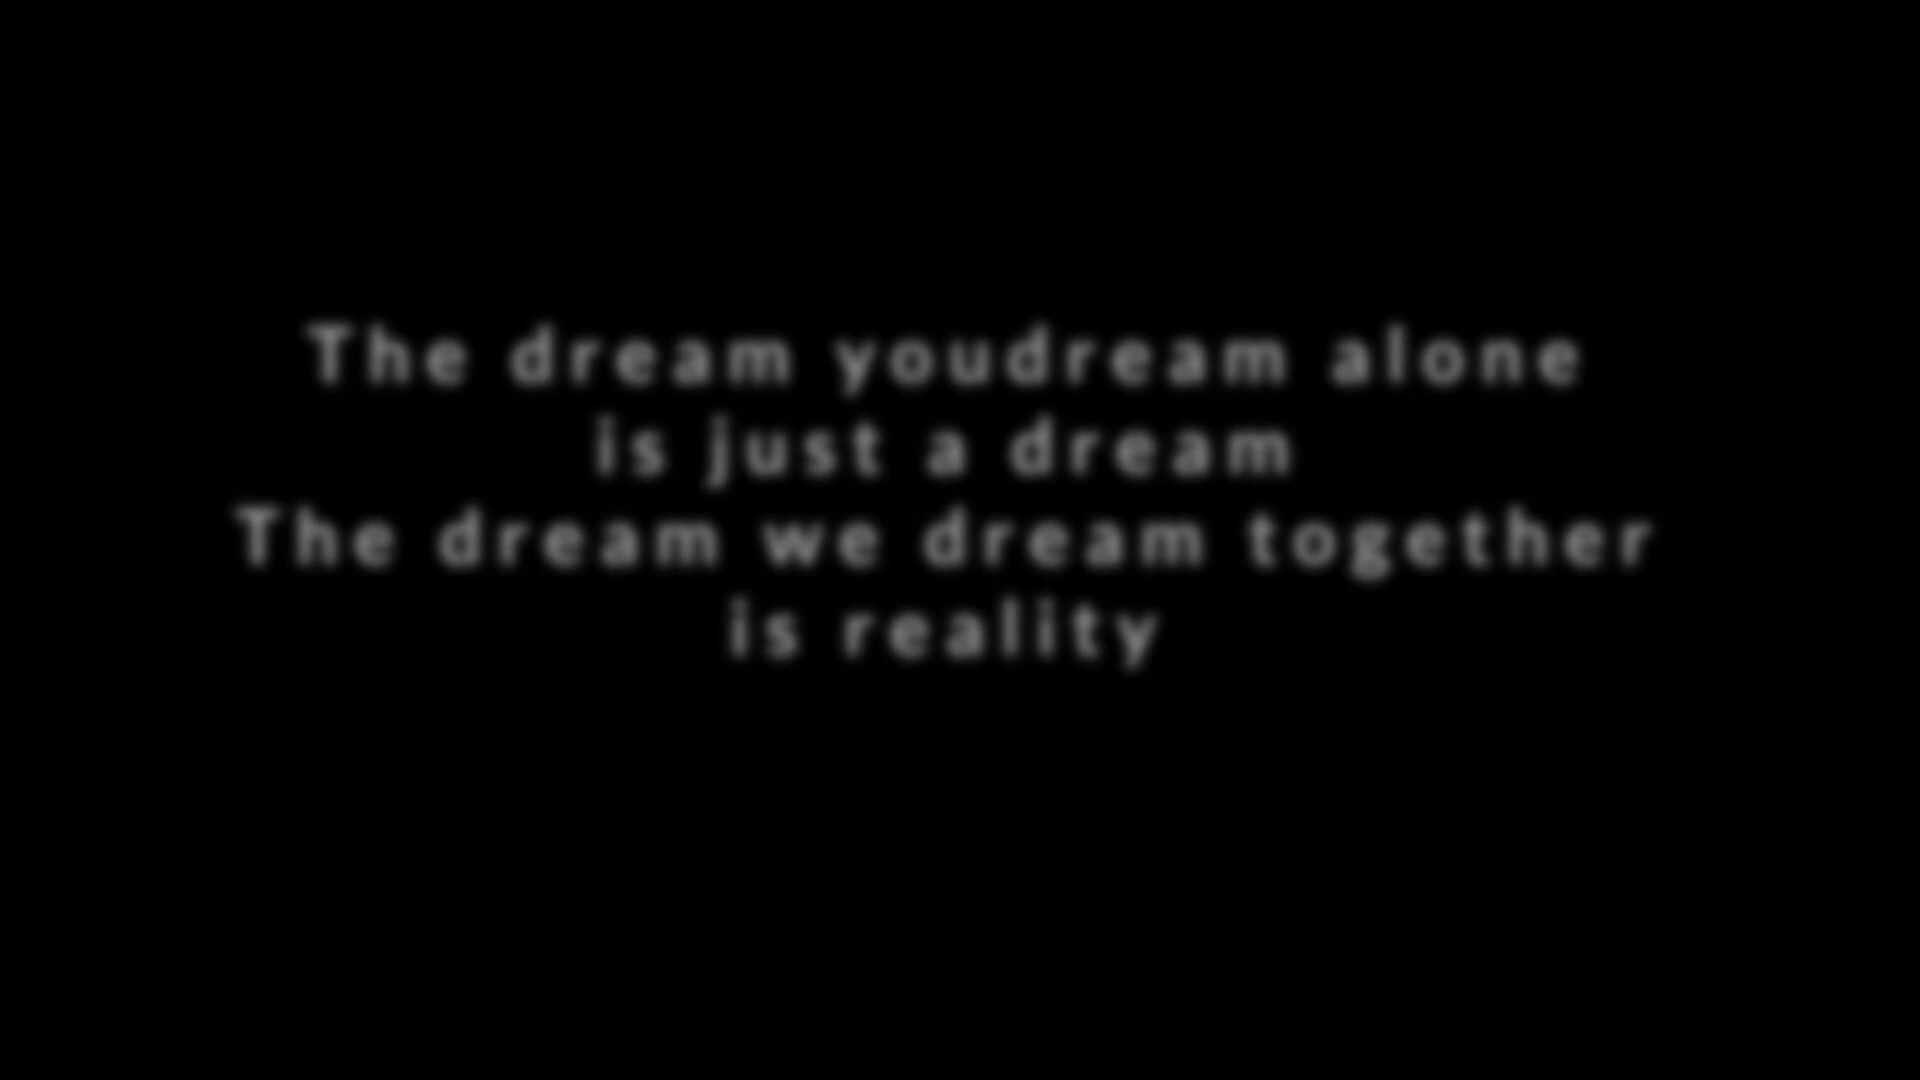 The dream youdream alone
is just a dream
The dream we dream together
is reality